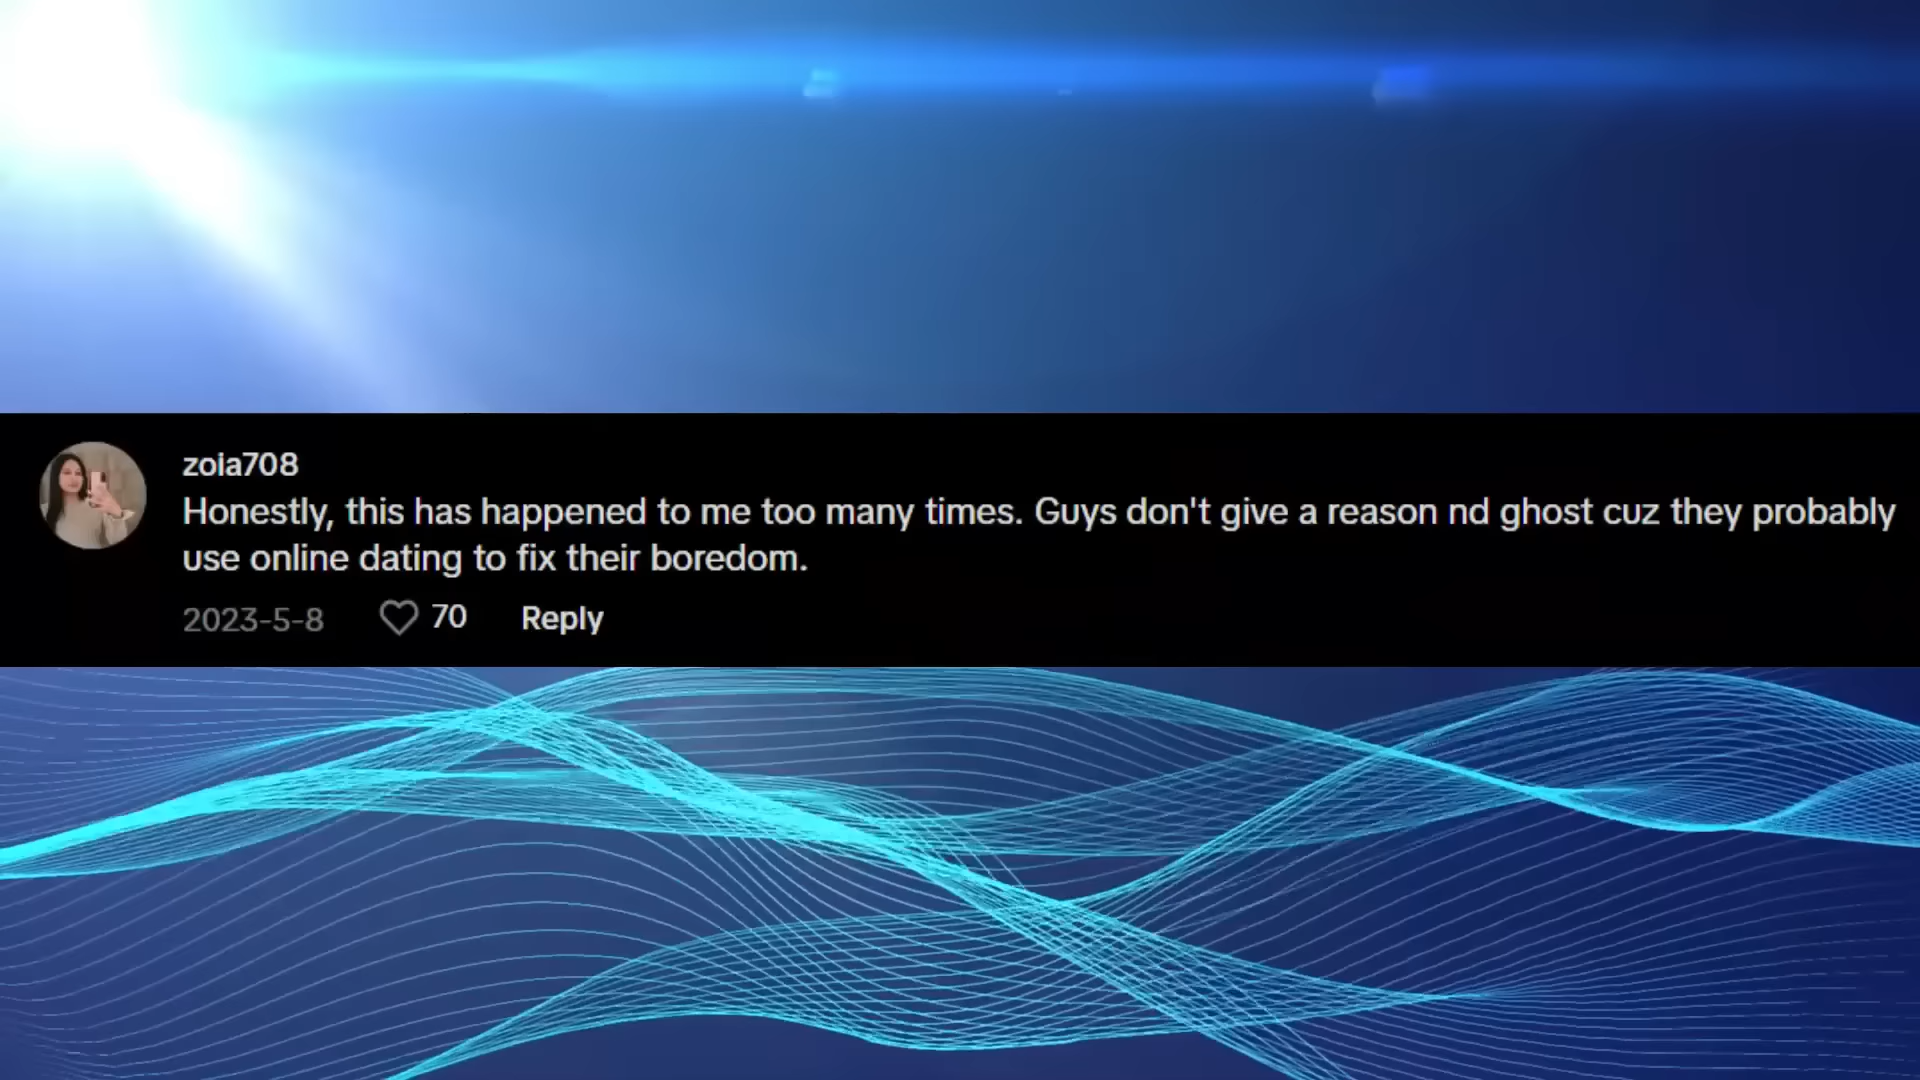 zoia708
Honestly, this has happened to me too many times. Guys don't give a reason nd ghost cuz they probably
use online dating to fix their boredom.
2023-5-8 70 Reply